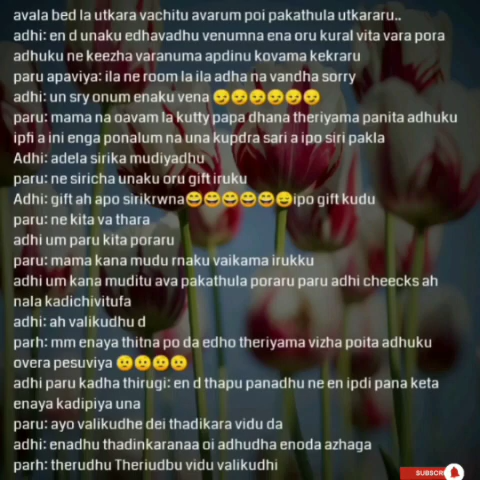 avala bed la utkara vachitu avarum poi pakathula utkararu..
adhi: en d unaku edhavadhu venumna ena oru kural vita vara pora
adhuku ne keezha varanuma apdinu kovama kekraru
paru apaviya: ila ne room la ila adha na vandha sorry
adhi: un sry onum enaku vena 😏😏😏😏😏😏
paru: mama na oavam la kutty papa dhana theriyama panita adhuku
ipfi a ini enga ponalum na una kupdra sari a ipo siri pakla
Adhi: adela sirika mudiyadhu
paru: ne siricha unaku oru gift iruku
Adhi: gift ah apo sirikrwna😄😄😄😄😄😉ipo gift kudu
paru: ne kita va thara
adhi um paru kita poraru
paru: mama kana mudu rnaku vaikama irukku
adhi um kana muditu ava pakathula poraru paru adhi cheecks ah
nala kadichivitufa
adhi: ah valikudhu d
parh: mm enaya thitna po da edho theriyama vizha poita adhuku
overa pesuviya 🙁🙁🙁🙁
adhi paru kadha thirugi: en d thapu panadhu ne en ipdi pana keta
enaya kadipiya una
paru: ayo valikudhe dei thadikara vidu da
adhi: enadhu thadinkaranaa oi adhudha enoda azhaga
parh: therudhu Theriudbu vidu valikudhi
SUBSCR